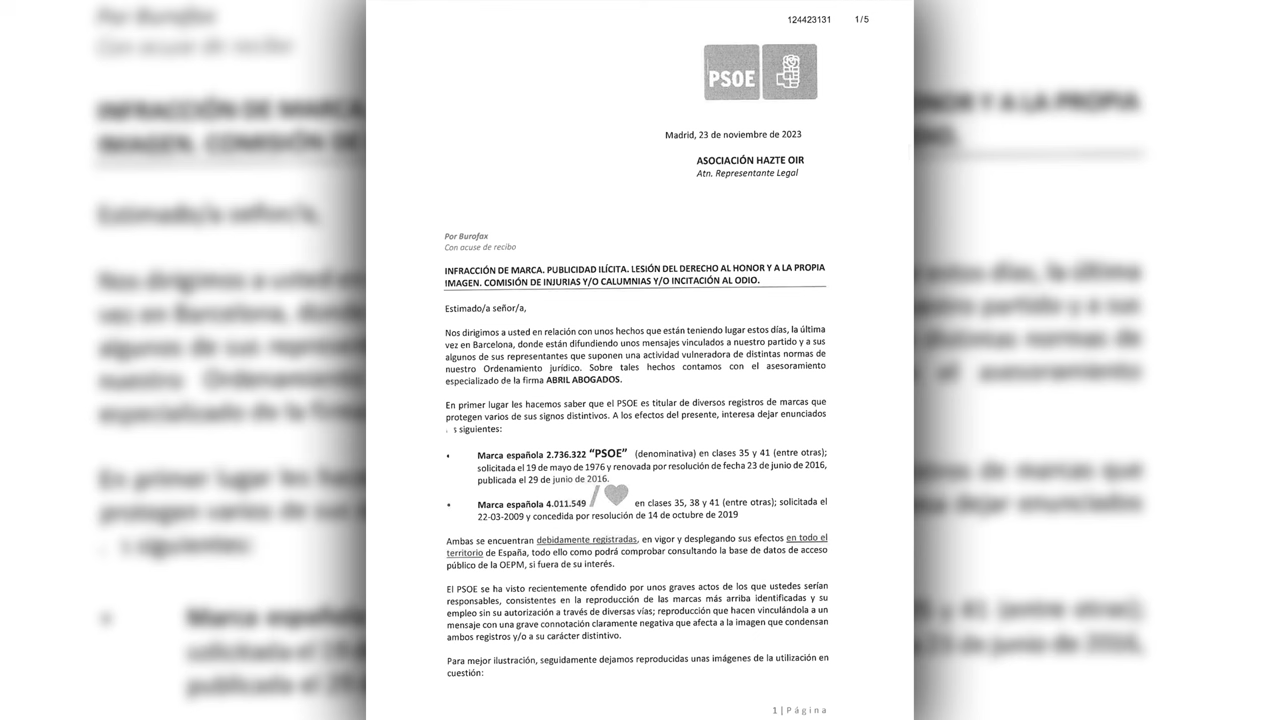 124423131 1/5
PSOE
Madrid, 23 de noviembre de 2023
ASOCIACIÓN HAZTE OIR
Atn. Representante Legal
Por Burofax
Con acuse de recibo
INFRACCIÓN DE MARCA. PUBLICIDAD ILÍCITA. LESIÓN DEL DERECHO AL HONOR Y A LA PROPIA
IMAGEN. COMISIÓN DE INJURIAS Y/O CALUMNIAS Y/O INCITACIÓN AL ODIO.
Estimado/a señor/a,
Nos dirigimos a usted en relación con unos hechos que están teniendo lugar estos días, la última
vez en Barcelona, donde están difundiendo unos mensajes vinculados a nuestro partido y a sus
algunos de sus representantes que suponen una actividad vulneradora de distintas normas de
nuestro Ordenamiento jurídico. Sobre tales hechos contamos con el asesoramiento
especializado de la firma ABRIL ABOGADOS.
En primer lugar les hacemos saber que el PSOE es titular de diversos registros de marcas que
protegen varios de sus signos distintivos. A los efectos del presente, interesa dejar enunciados
s siguientes:
• Marca española 2.736.322 "PSOE" (denominativa) en clases 35 y 41 (entre otras);
solicitada el 19 de mayo de 1976 y renovada por resolución de fecha 23 de junio de 2016,
publicada el 29 de junio de 2016.
• Marca española 4.011.549 en clases 35, 38 y 41 (entre otras); solicitada el
22-03-2009 y concedida por resolución de 14 de octubre de 2019
Ambas se encuentran debidamente registradas, en vigor y desplegando sus efectos en todo el
territorio de España, todo ello como podrá comprobar consultando la base de datos de acceso
público de la OEPM, si fuera de su interés.
El PSOE se ha visto recientemente ofendido por unos graves actos de los que ustedes serían
responsables, consistentes en la reproducción de las marcas más arriba identificadas y su
empleo sin su autorización a través de diversas vías; reproducción que hacen vinculándola a un
mensaje con una grave connotación claramente negativa que afecta a la imagen que condensan
ambos registros y/o a su carácter distintivo.
Para mejor ilustración, seguidamente dejamos reproducidas unas imágenes de la utilización en
cuestión:
1 | Página